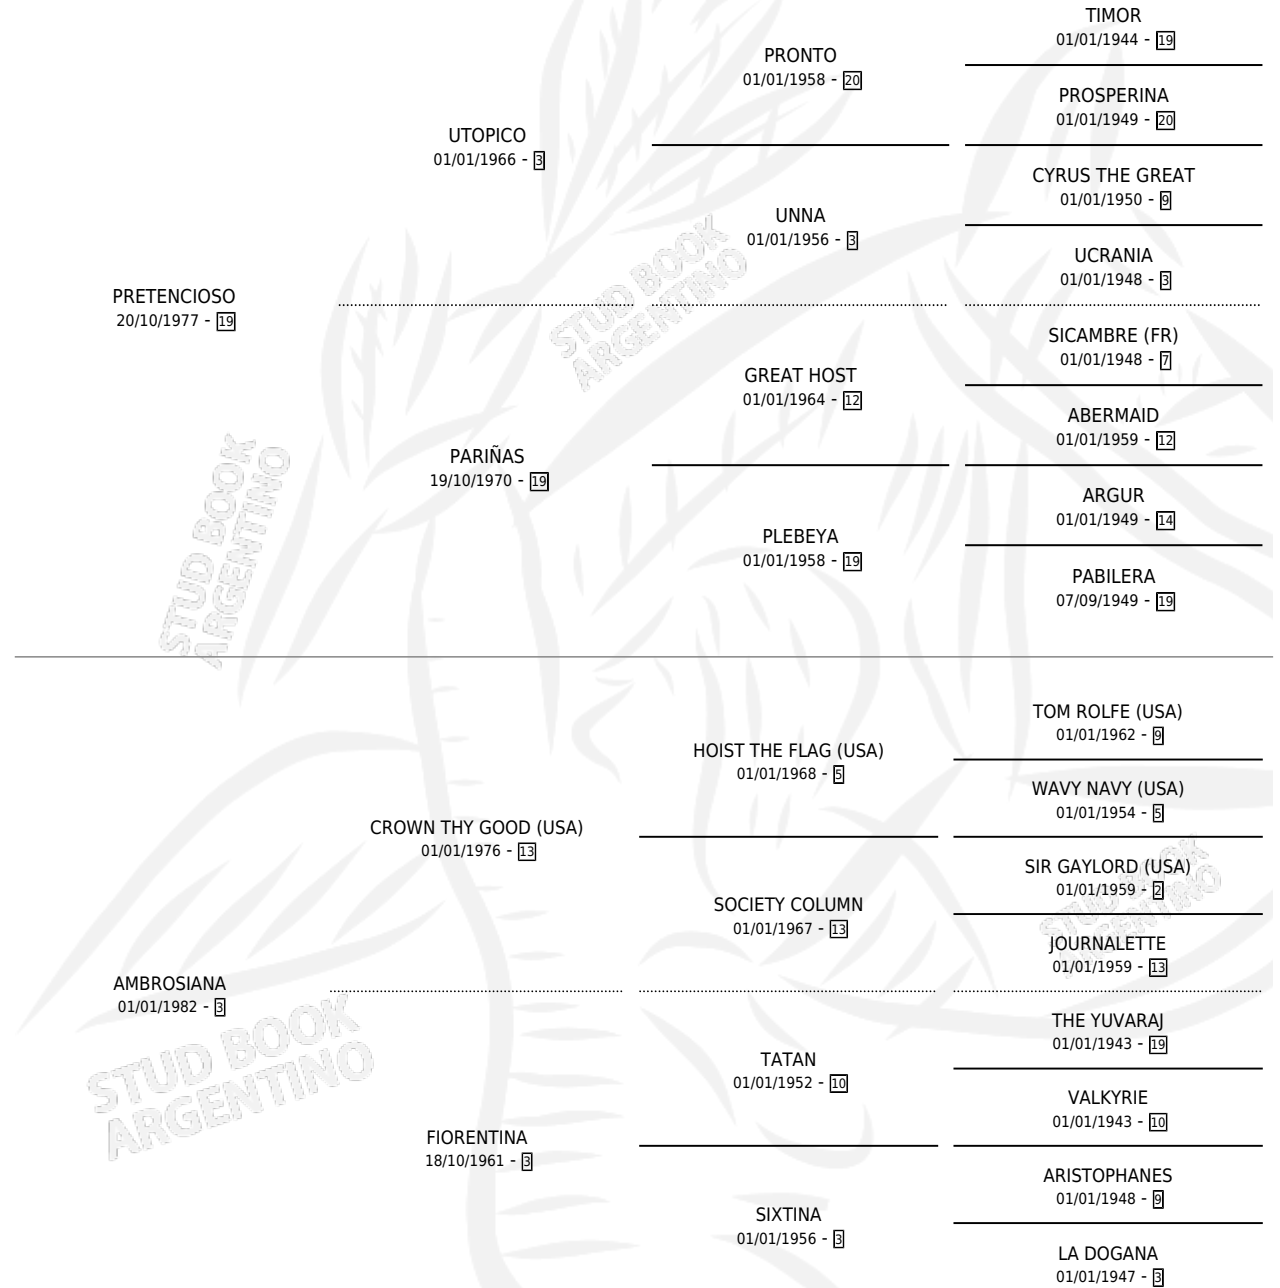 TIMOR
01/01/1944 - 19
PRONTO
01/01/1958 - 20
PROSPERINA
01/01/1949 - 20
UTOPICO
01/01/1966 - 3
CYRUS THE GREAT
01/01/1950 - 9
UNNA
01/01/1956 - 3
UCRANIA
01/01/1948 - 3
PRETENCIOSO
20/10/1977 - 19
SICAMBRE (FR)
01/01/1948 - 7
GREAT HOST
01/01/1964 - 12
ABERMAID
01/01/1959 - 12
PARIÑAS
19/10/1970 - 19
ARGUR
01/01/1949 - 14
PLEBEYA
01/01/1958 - 19
PABILERA
07/09/1949 - 19
TOM ROLFE (USA)
01/01/1962 - 9
HOIST THE FLAG (USA)
01/01/1968 - 5
WAVY NAVY (USA)
01/01/1954 - 5
CROWN THY GOOD (USA)
01/01/1976 - 13
SIR GAYLORD (USA)
01/01/1959 - 2
SOCIETY COLUMN
01/01/1967 - 13
JOURNALETTE
01/01/1959 - 13
AMBROSIANA
01/01/1982 - 3
THE YUVARAJ
01/01/1943 - 19
TATAN
01/01/1952 - 10
VALKYRIE
01/01/1943 - 10
FIORENTINA
18/10/1961 - 3
ARISTOPHANES
01/01/1948 - 9
SIXTINA
01/01/1956 - 3
LA DOGANA
01/01/1947 - 3
STUD BOOK
ARGENTINO
STUD BOOK
ARGENTINO
STUD BOOK
ARGENTINO
STUD BOOK
ARGENTINO